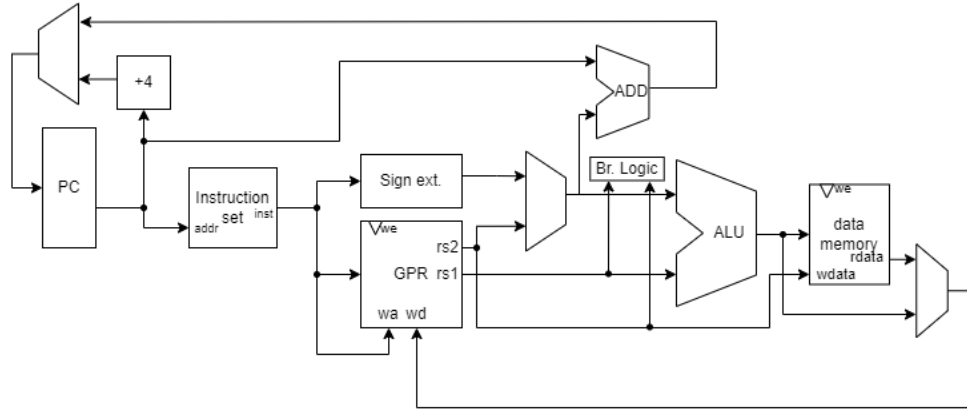 +4
ADD
PC
Instruction
set
inst
addr
Sign ext.
Br. Logic
we
rs2
GPR rs1
wa wd
ALU
we
data
memory
rdata
wdata